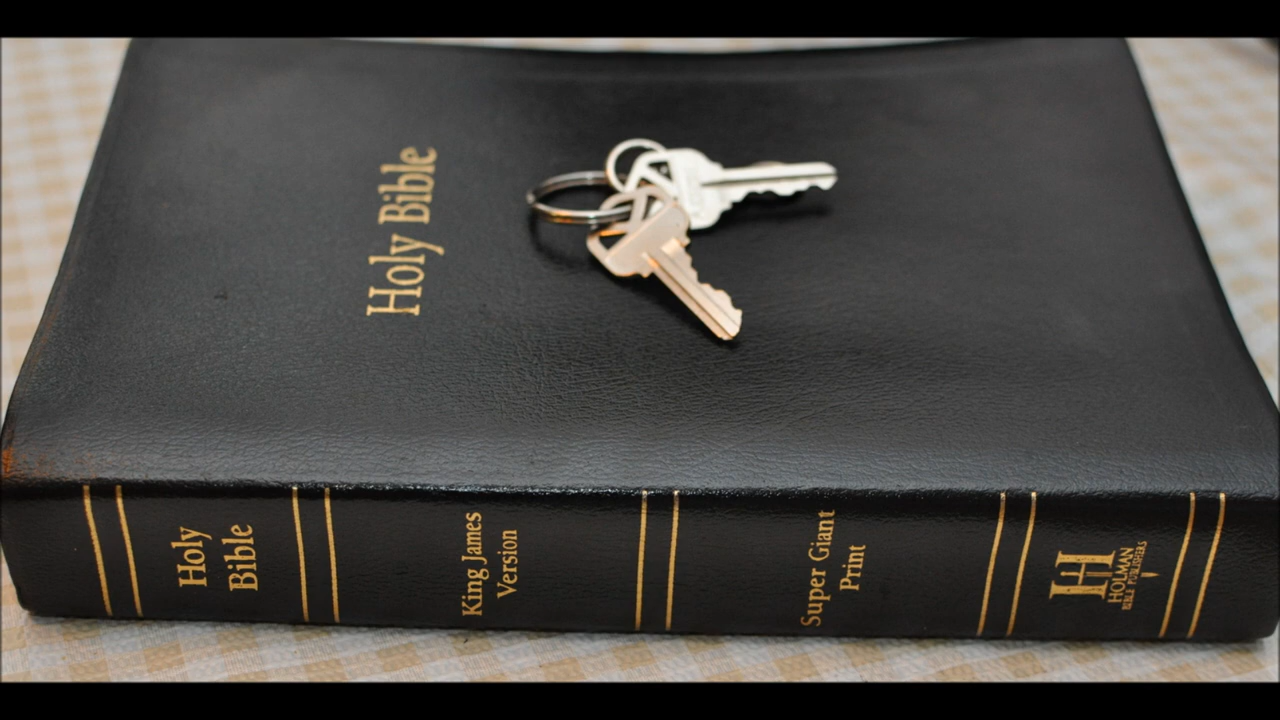 Holy Bible
Holy
Bible
King James
Version
Super Giant
Print
HOLMAN
BIBLE PUBLISHERS